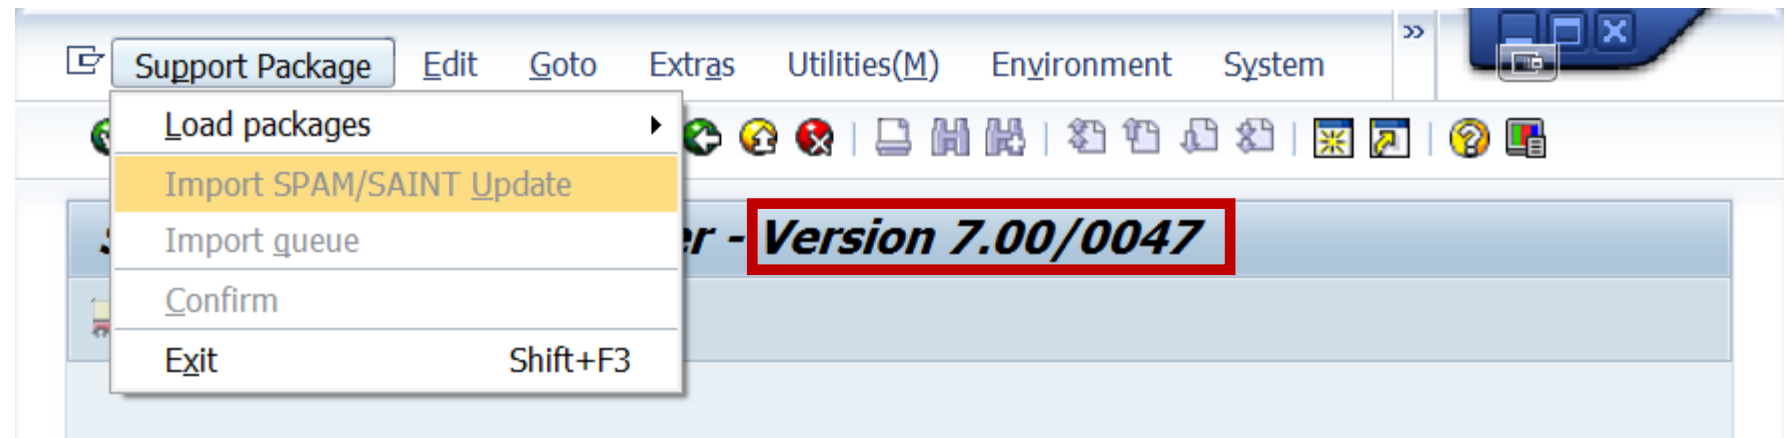 Support Package Edit Goto Extras Utilities(M) Environment System »
Load packages
Import SPAM/SAINT Update
Import queue
Confirm
Exit Shift+F3
- Version 7.00/0047